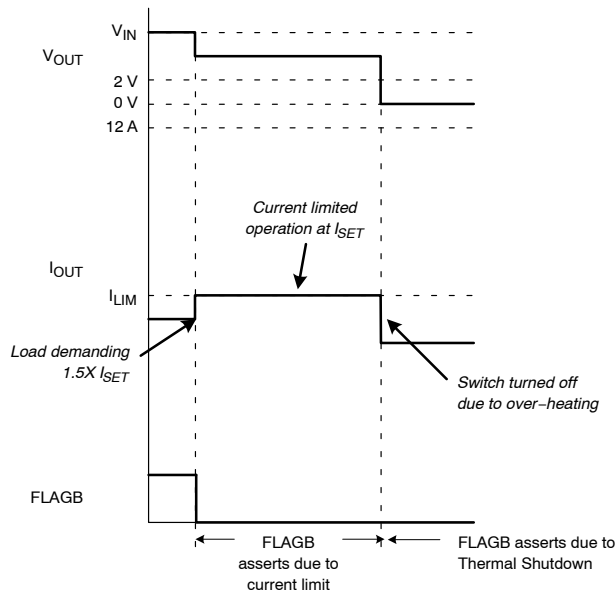 VIN
VOUT
2 V
0 V
12 A
Current limited
operation at ISET
IOUT
ILIM
Load demanding
1.5X ISET
Switch turned off
due to over−heating
FLAGB
FLAGB
asserts due to
current limit
FLAGB asserts due to
Thermal Shutdown